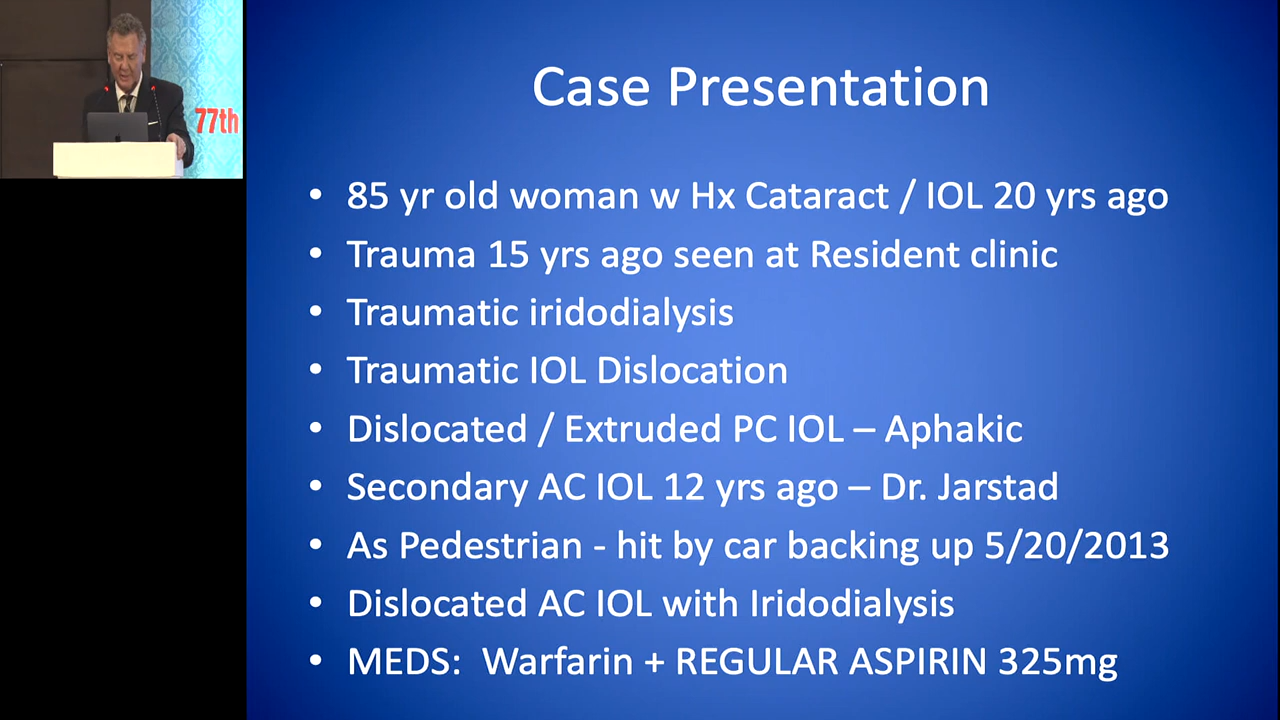 77th
Case Presentation
• 85 yr old woman w Hx Cataract / IOL 20 yrs ago
• Trauma 15 yrs ago seen at Resident clinic
• Traumatic iridodialysis
• Traumatic IOL Dislocation
• Dislocated / Extruded PC IOL – Aphakic
• Secondary AC IOL 12 yrs ago – Dr. Jarstad
• As Pedestrian - hit by car backing up 5/20/2013
• Dislocated AC IOL with Iridodialysis
• MEDS: Warfarin + REGULAR ASPIRIN 325mg